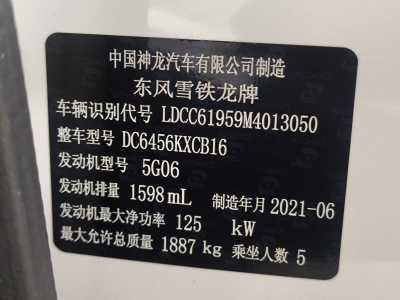 中国神龙汽车有限公司制造
东风雪铁龙牌
车辆识别代号 LDCC61959M4013050
整车型号 DC6456KXCB16
发动机型号 5G06
发动机排量 1598mL 制造年月 2021-06
发动机最大净功率 125 kW
最大允许总质量 1887 kg 乘坐人数 5